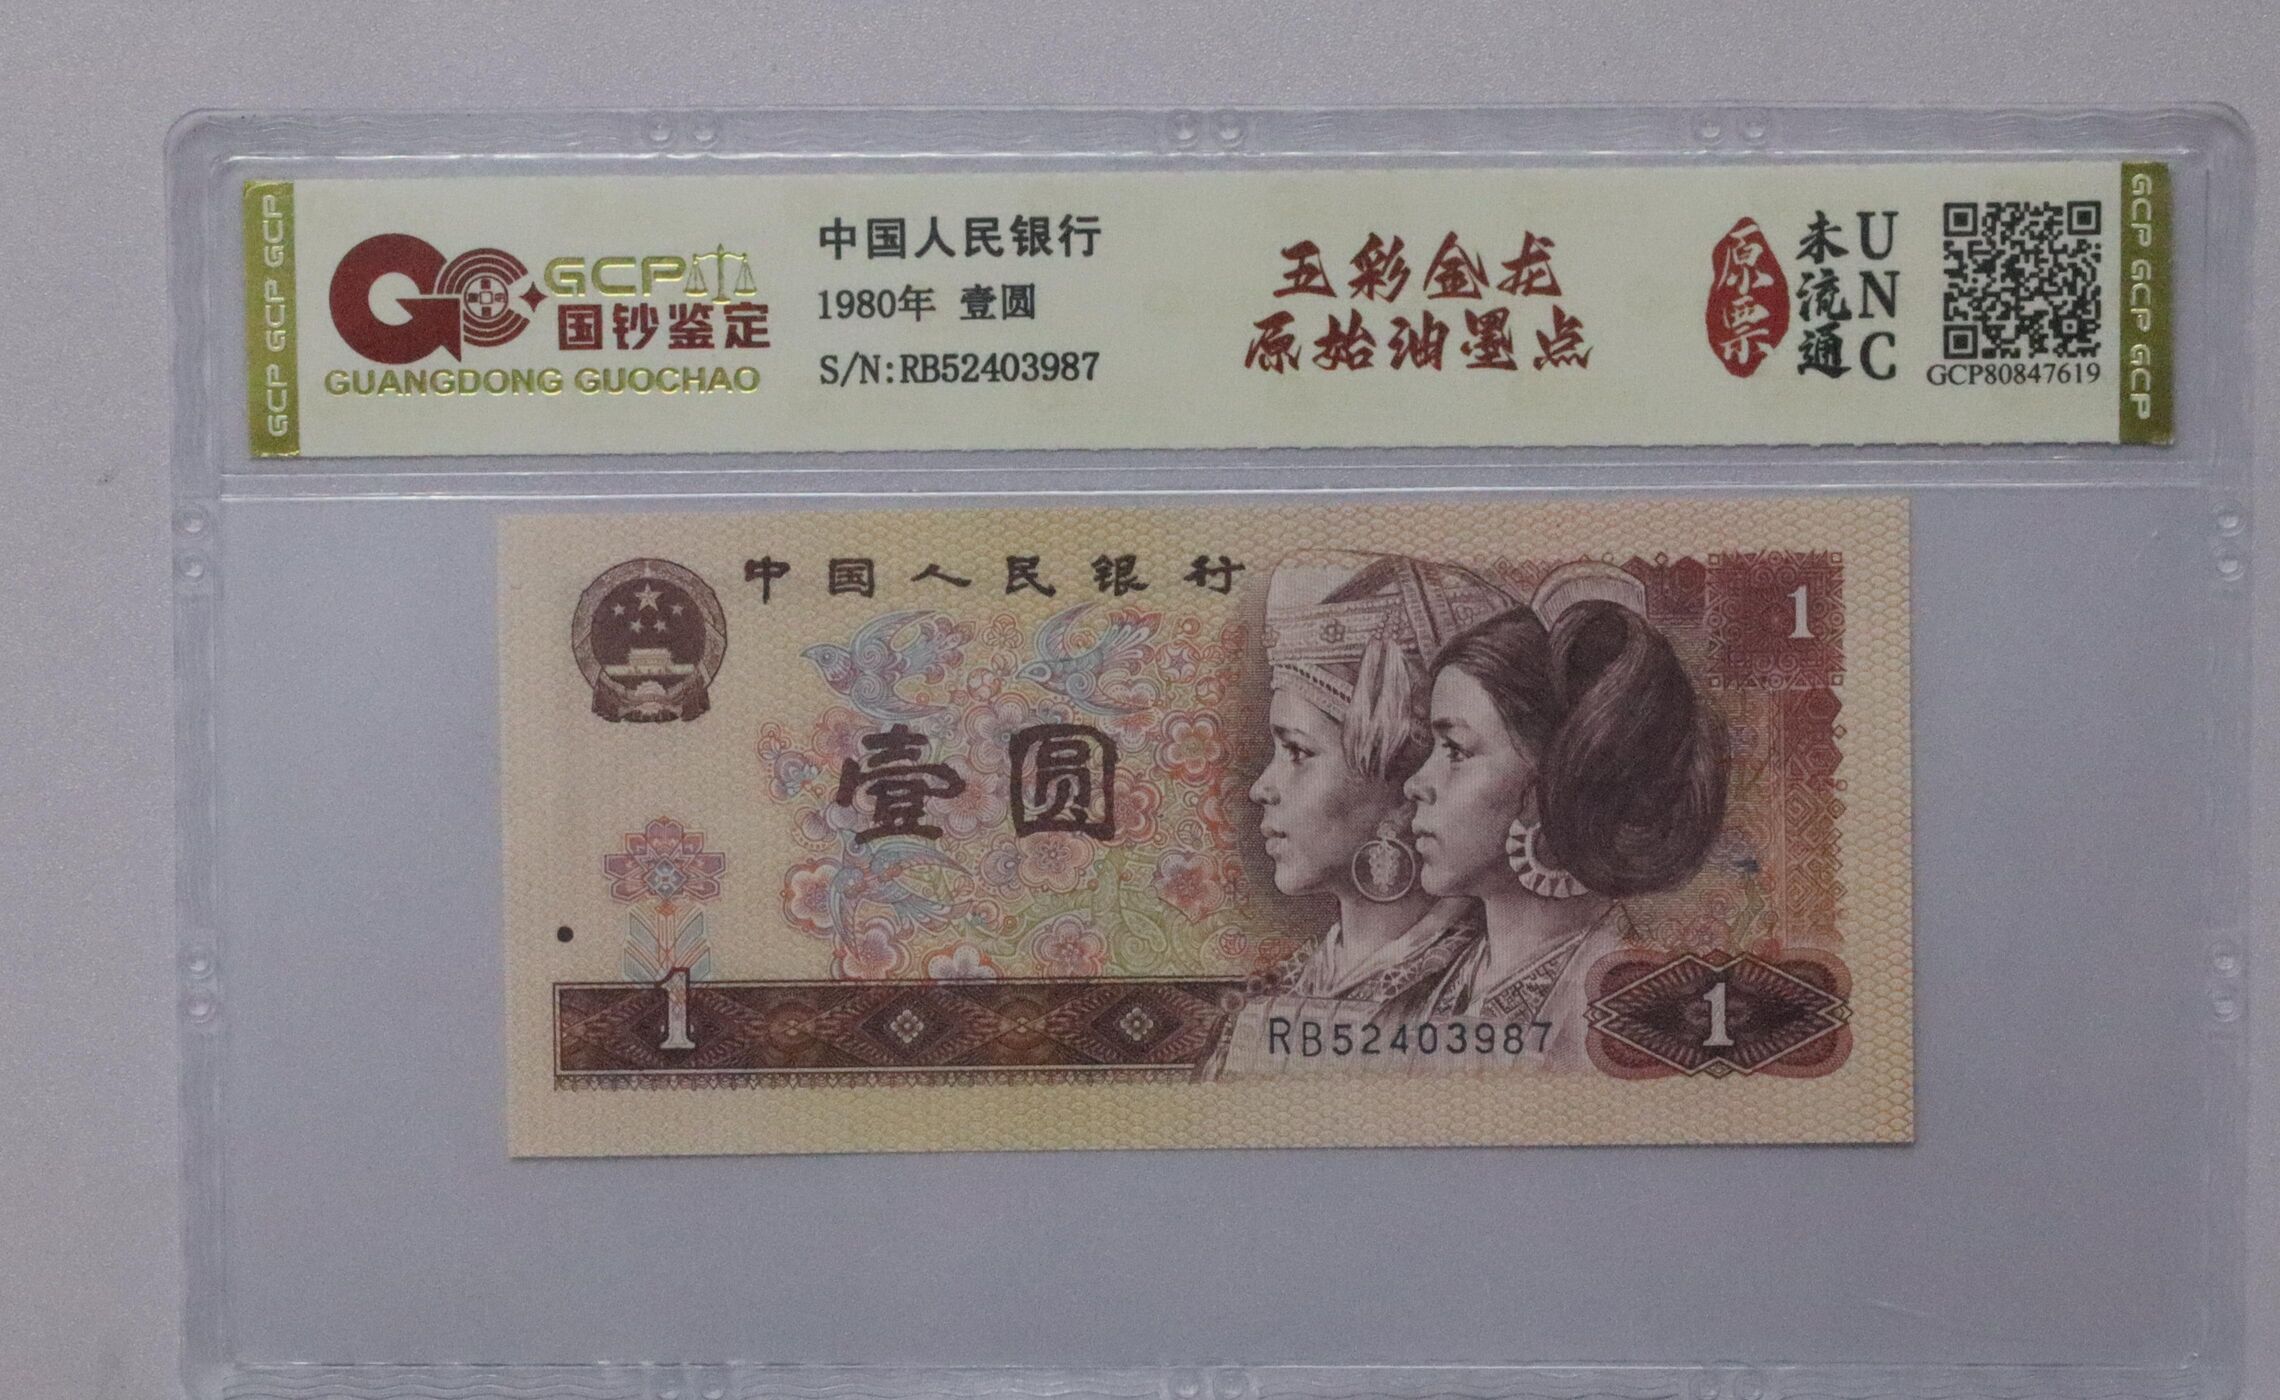 GCP GCP GCP
GCP
国钞鉴定
GUANGDONG GUOCHAO
中国人民银行
1980年 壹圆
S/N:RB52403987
五彩金龙
原始油墨点
原票
未流通
UNC
GCP80847619
GCP GCP GCP
中国人民银行
1
壹圆
1
RB52403987
1